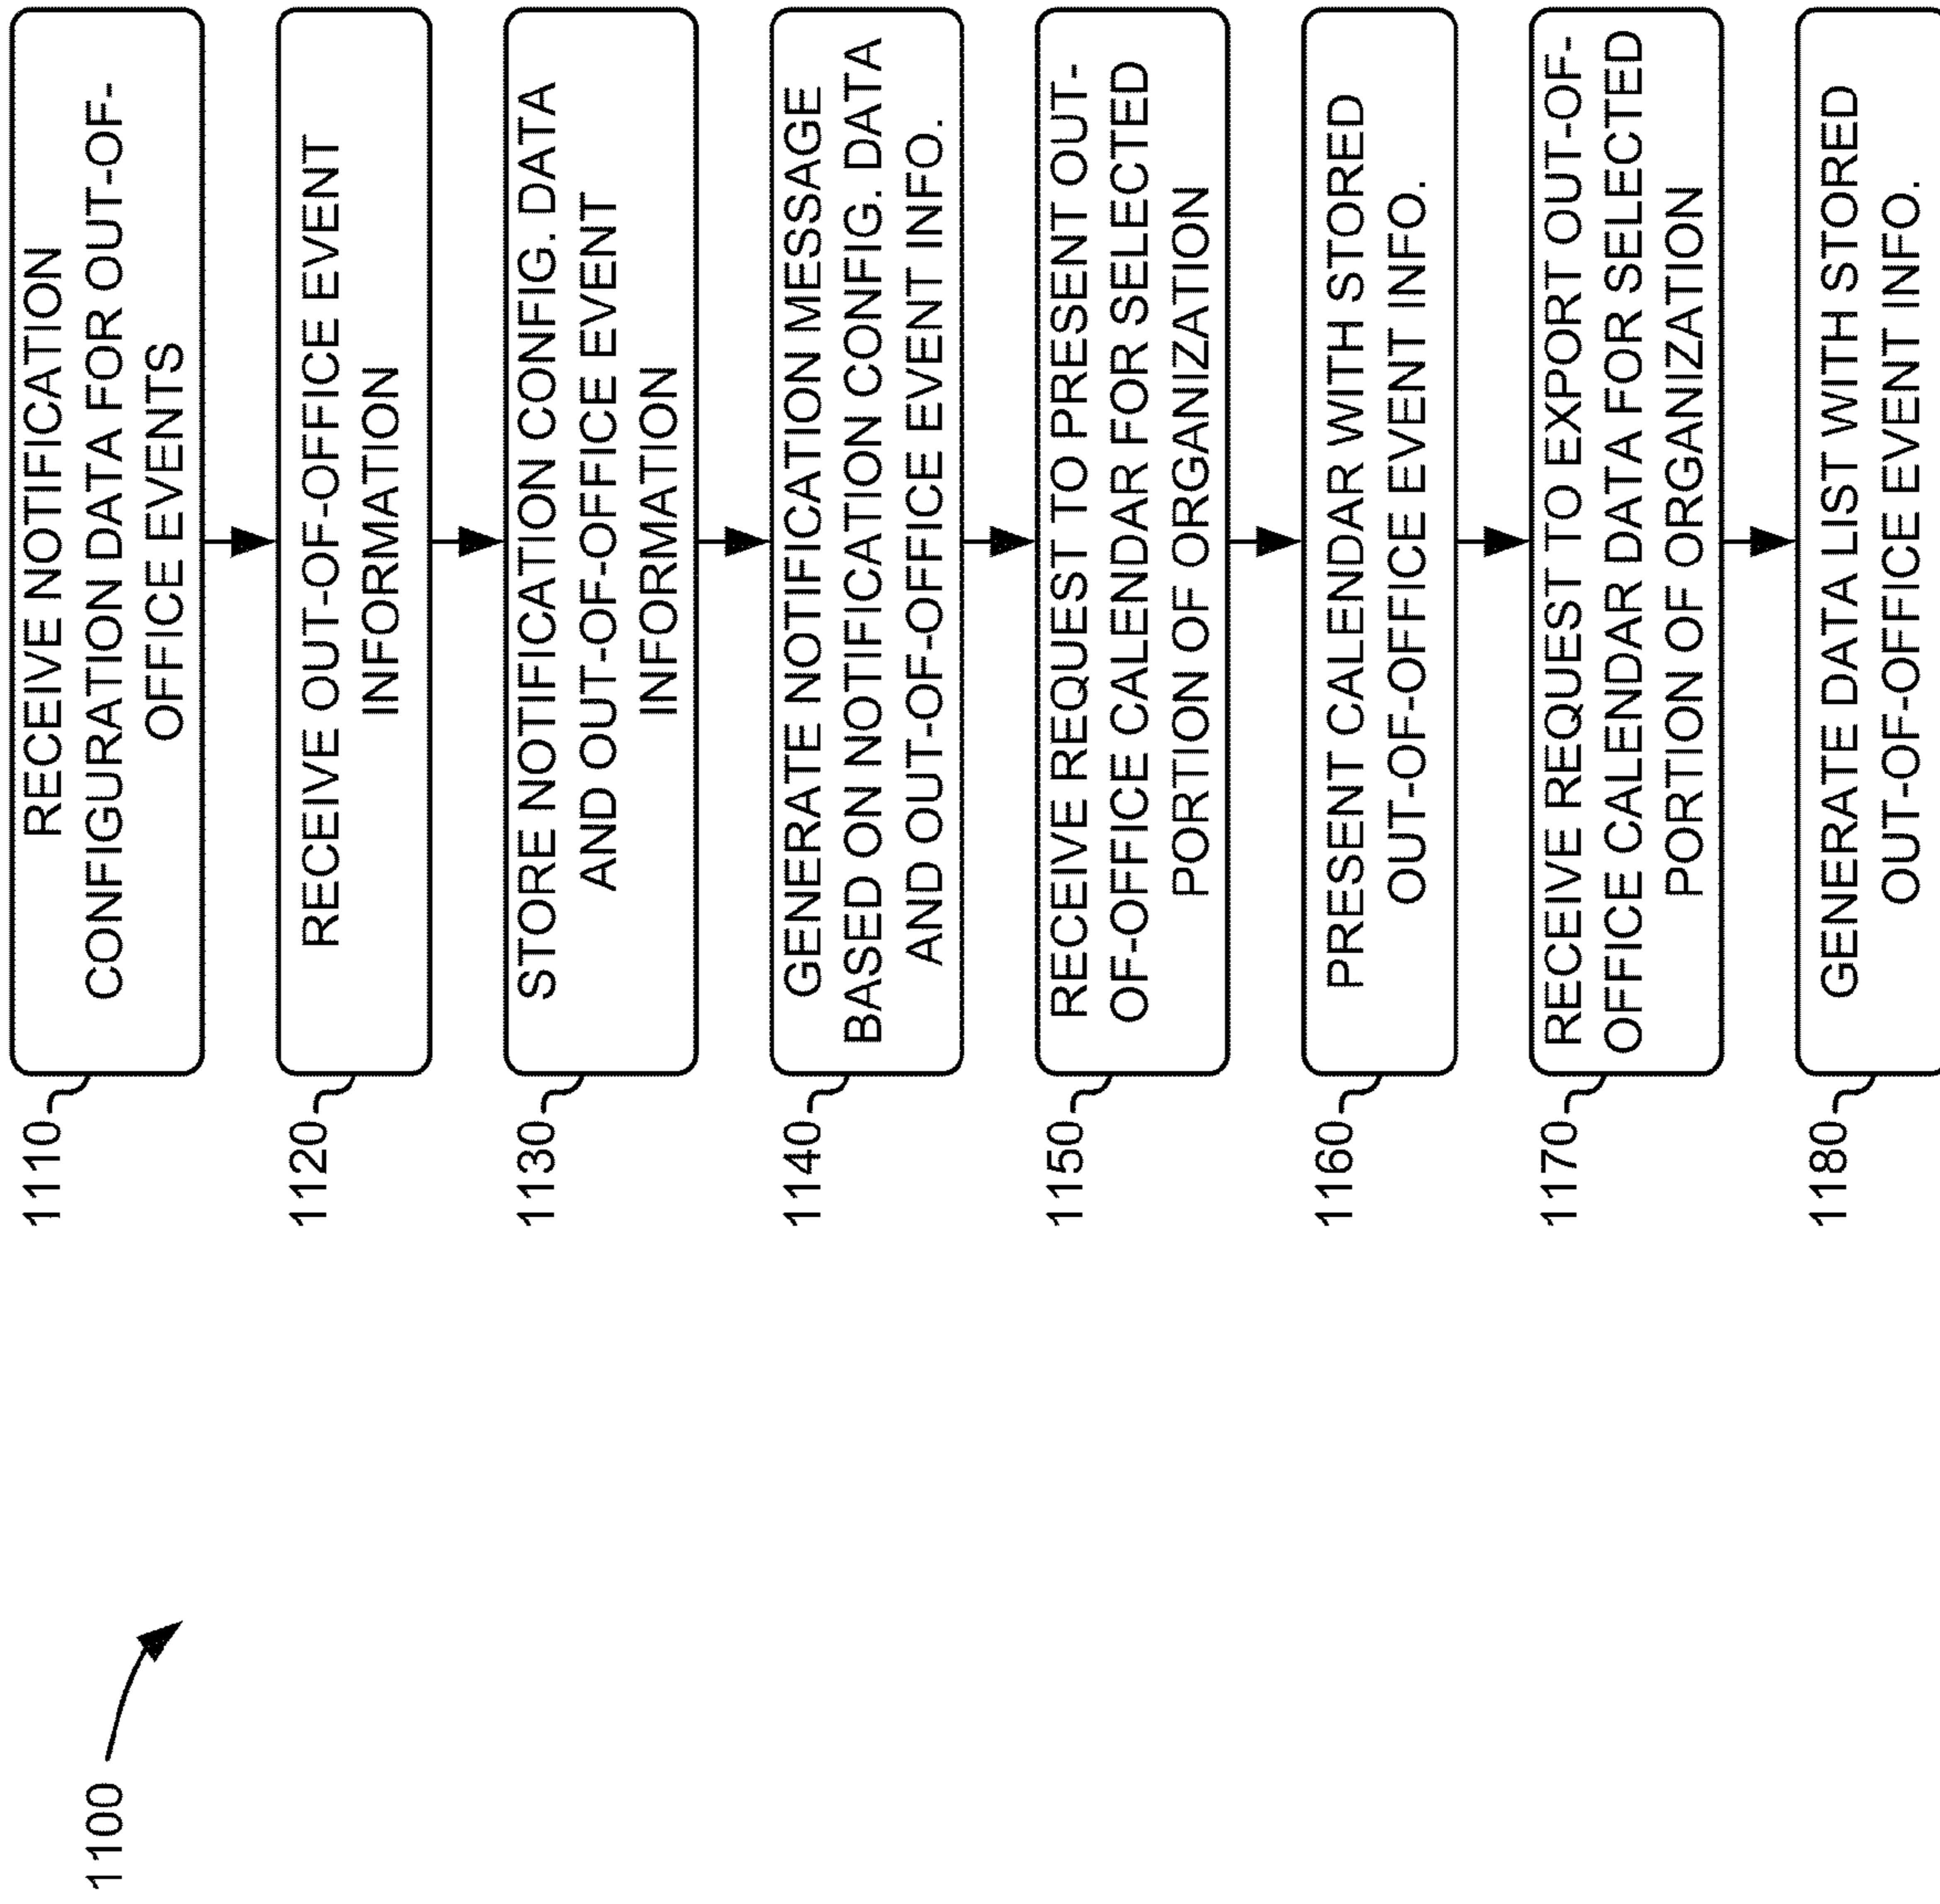 1100
1110
RECEIVE NOTIFICATION
CONFIGURATION DATA FOR OUT-OF-
OFFICE EVENTS
1120
RECEIVE OUT-OF-OFFICE EVENT
INFORMATION
1130
STORE NOTIFICATION CONFIG. DATA
AND OUT-OF-OFFICE EVENT
INFORMATION
1140
GENERATE NOTIFICATION MESSAGE
BASED ON NOTIFICATION CONFIG. DATA
AND OUT-OF-OFFICE EVENT INFO.
1150
RECEIVE REQUEST TO PRESENT OUT-
OF-OFFICE CALENDAR FOR SELECTED
PORTION OF ORGANIZATION
1160
PRESENT CALENDAR WITH STORED
OUT-OF-OFFICE EVENT INFO.
1170
RECEIVE REQUEST TO EXPORT OUT-OF-
OFFICE CALENDAR DATA FOR SELECTED
PORTION OF ORGANIZATION
1180
GENERATE DATA LIST WITH STORED
OUT-OF-OFFICE EVENT INFO.